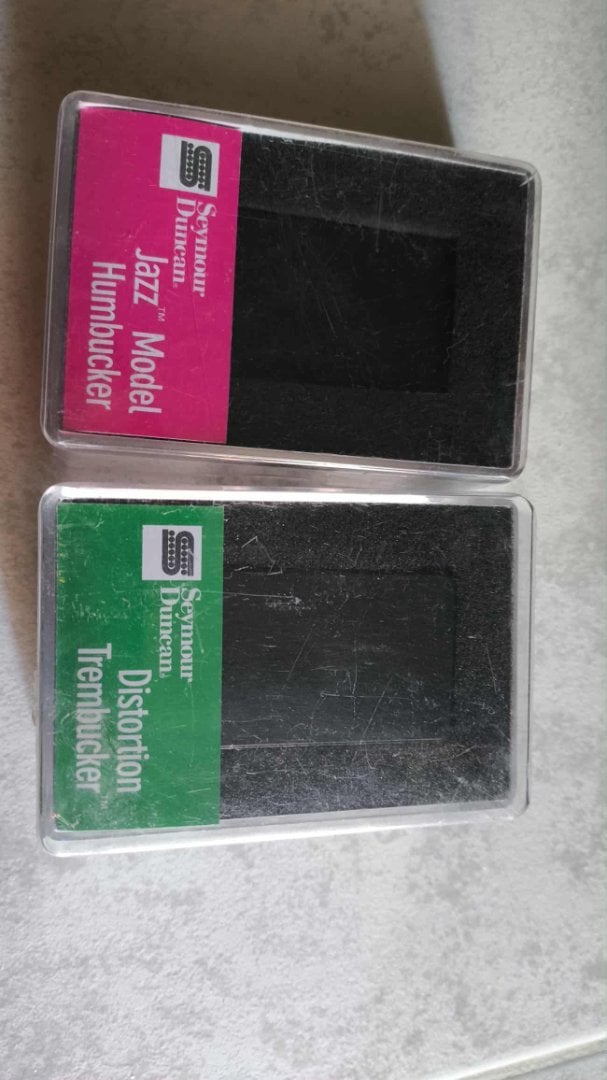 Seymour
Duncan®
Jazz™ Model
Humbucker
Seymour
Duncan®
Distortion
Trembucker™